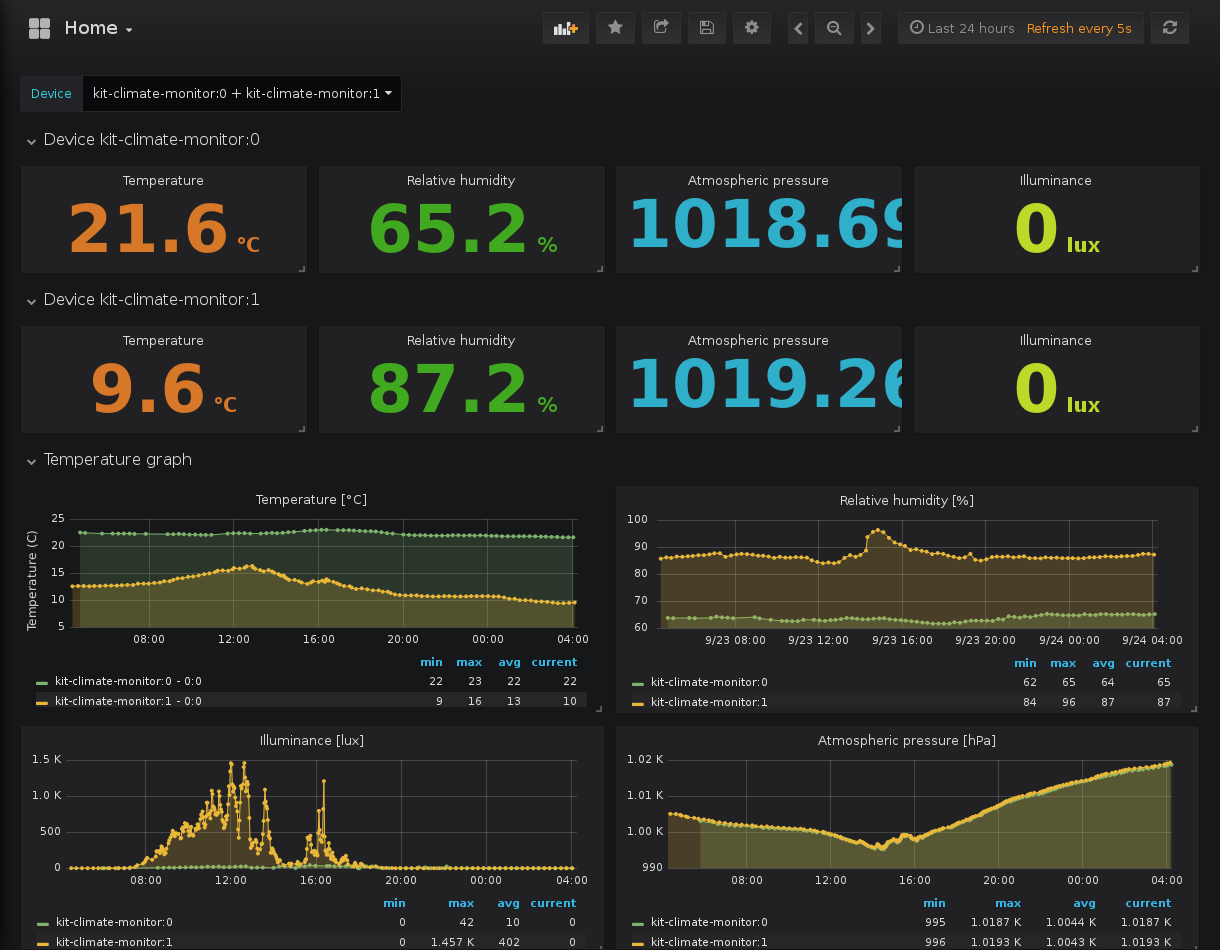 Home
Last 24 hours Refresh every 5s
Device kit-climate-monitor:0 + kit-climate-monitor:1
Device kit-climate-monitor:0
Temperature Relative humidity Atmospheric pressure Illuminance
21.6 °C 65.2 % 1018.69 0 lux
Device kit-climate-monitor:1
Temperature Relative humidity Atmospheric pressure Illuminance
9.6 °C 87.2 % 1019.26 0 lux
Temperature graph
Temperature [°C]
Temperature (C)
25
20
15
10
5
08:00 12:00 16:00 20:00 00:00 04:00
min max avg current
kit-climate-monitor:0 - 0:0 22 23 22 22
kit-climate-monitor:1 - 0:0 9 16 13 10
Relative humidity [%]
100
90
80
70
60
9/23 08:00 9/23 12:00 9/23 16:00 9/23 20:00 9/24 00:00 9/24 04:00
min max avg current
kit-climate-monitor:0 62 65 64 65
kit-climate-monitor:1 84 96 87 87
Illuminance [lux]
1.5 K
1.0 K
500
0
08:00 12:00 16:00 20:00 00:00 04:00
min max avg current
kit-climate-monitor:0 0 42 10 0
kit-climate-monitor:1 0 1.457 K 402 0
Atmospheric pressure [hPa]
1.02 K
1.01 K
1.00 K
990
08:00 12:00 16:00 20:00 00:00 04:00
min max avg current
kit-climate-monitor:0 995 1.0187 K 1.0044 K 1.0187 K
kit-climate-monitor:1 996 1.0193 K 1.0043 K 1.0193 K